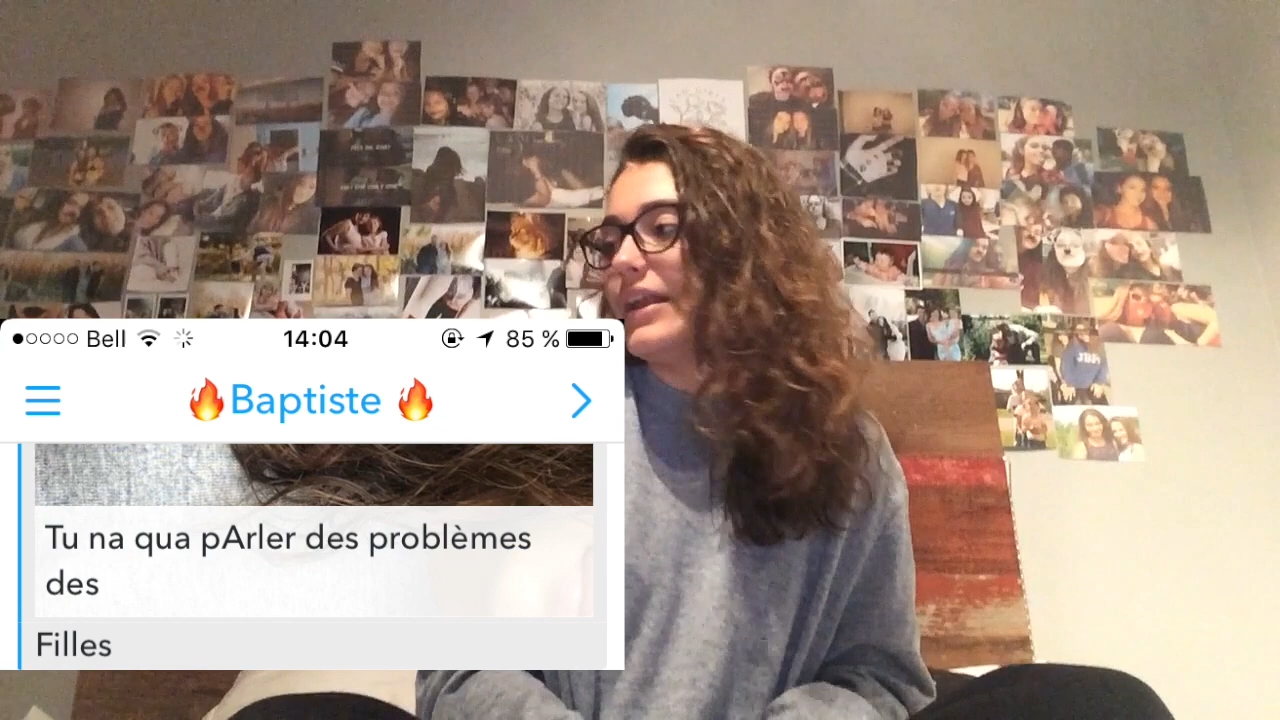 Bell 14:04 85 %
🔥Baptiste 🔥
Tu na qua pArler des problèmes
des
Filles